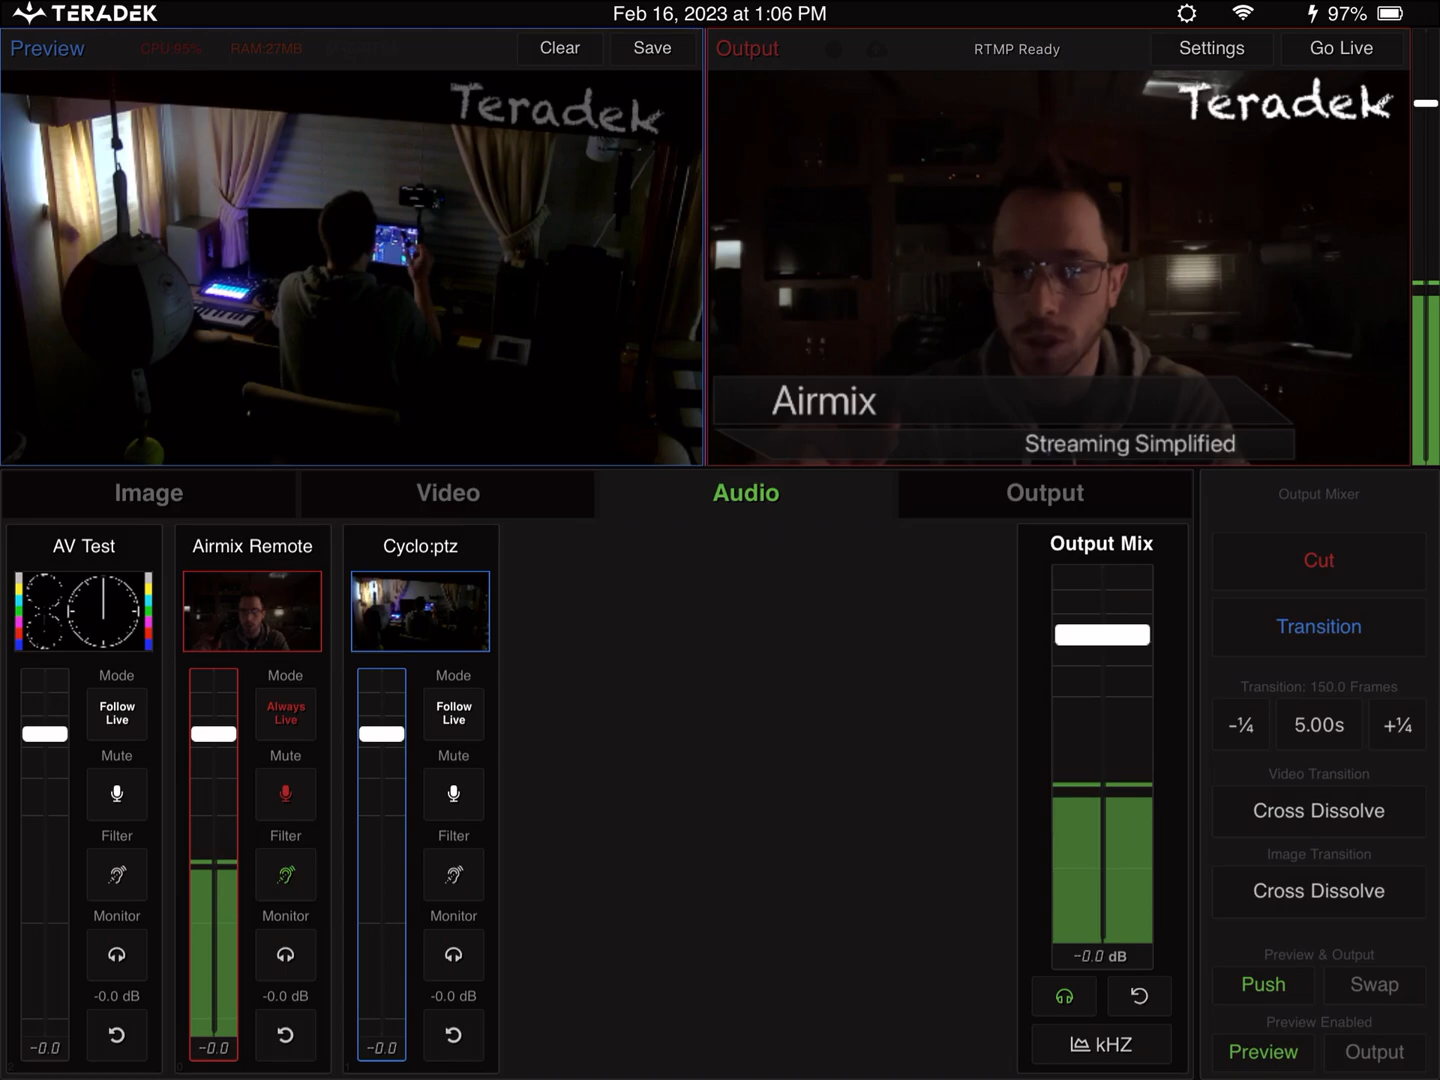 TERADEK
Feb 16, 2023 at 1:06 PM
97%
Preview
CPU:95%
RAM:27MB
Clear
Save
Output
RTMP Ready
Settings
Go Live
Teradek
Teradek
Airmix
Streaming Simplified
Image
Video
Audio
Output
Output Mixer
AV Test
Airmix Remote
Cyclo:ptz
Output Mix
Cut
Transition
Mode
Mode
Mode
Follow
Live
Always
Live
Follow
Live
Transition: 150.0 Frames
-¼
5.00s
+¼
Mute
Mute
Mute
Video Transition
Cross Dissolve
Filter
Filter
Filter
Image Transition
Cross Dissolve
Monitor
Monitor
Monitor
-0.0 dB
-0.0 dB
-0.0 dB
-0.0 dB
Preview & Output
Push
Swap
-0.0
-0.0
-0.0
kHZ
Preview Enabled
Preview
Output